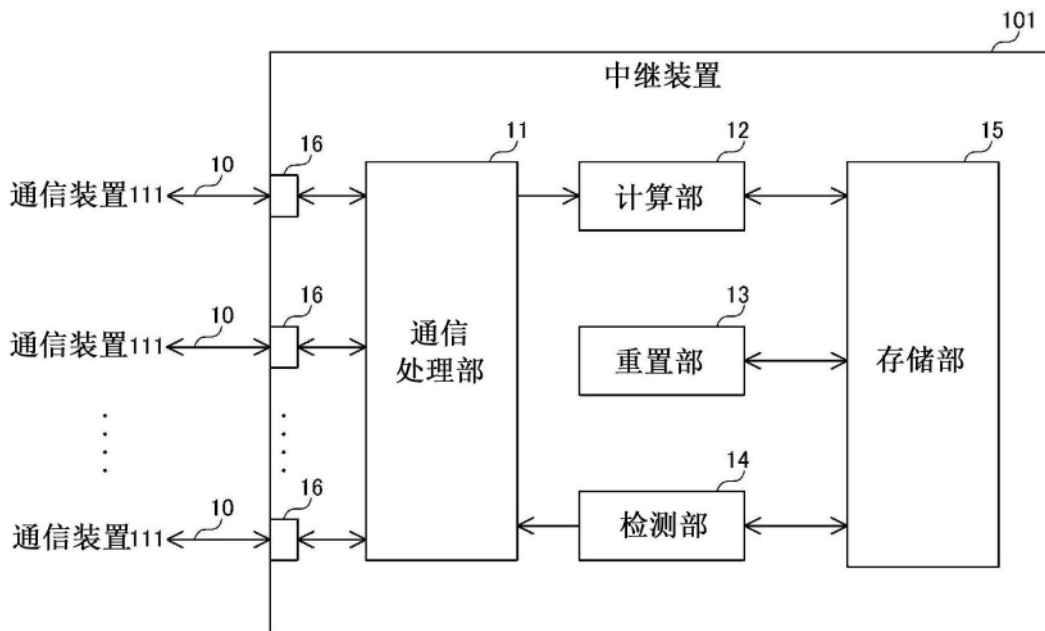 101
中继装置
11
12
15
16
10
通信装置111
计算部
16
10
13
通信装置111
通信
处理部
重置部
存储部
16
10
14
通信装置111
检测部